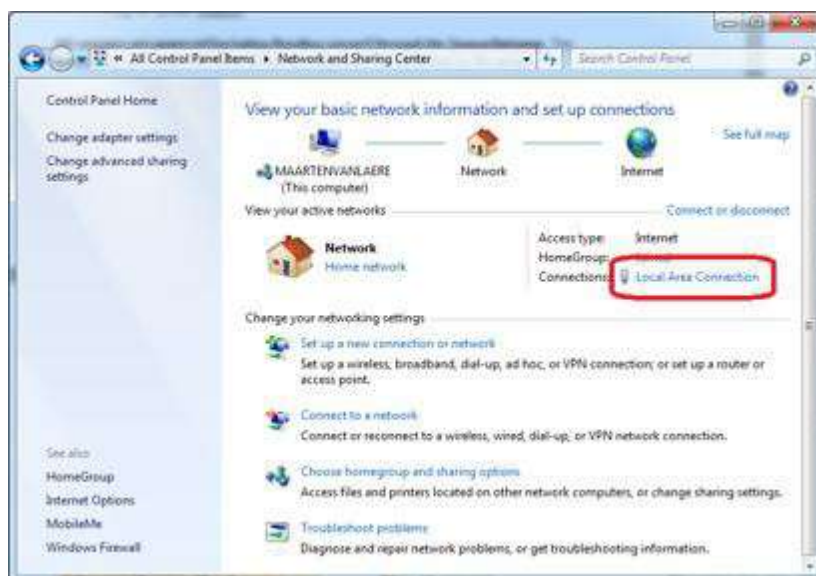 « All Control Panel Items ▸ Network and Sharing Center
Search Control Panel
Control Panel Home
Change adapter settings
Change advanced sharing
settings
See also
HomeGroup
Internet Options
MobileMe
Windows Firewall
View your basic network information and set up connections
See full map
MAARTENVANLAERE
(This computer)
Network
Internet
View your active networks
Connect or disconnect
Network
Home network
Access type: Internet
HomeGroup:
Connections: Local Area Connection
Change your networking settings
Set up a new connection or network
Set up a wireless, broadband, dial-up, ad hoc, or VPN connection; or set up a router or
access point.
Connect to a network
Connect or reconnect to a wireless, wired, dial-up, or VPN network connection.
Choose homegroup and sharing options
Access files and printers located on other network computers, or change sharing settings.
Troubleshoot problems
Diagnose and repair network problems, or get troubleshooting information.